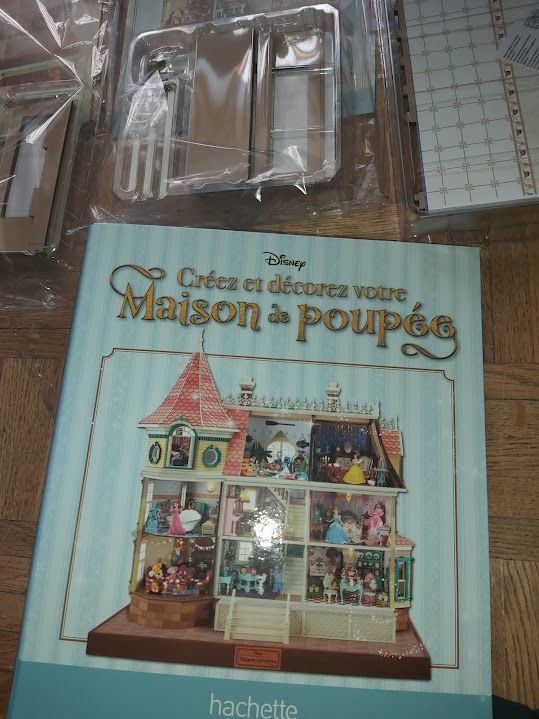 Disney
Créez et décorez votre
Maison de poupée
hachette